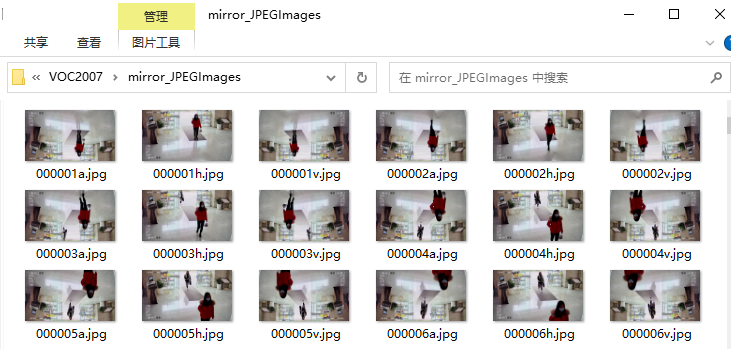 管理
mirror_JPEGImages
共享
查看
图片工具
« VOC2007 > mirror_JPEGImages
在 mirror_JPEGImages 中搜索
000001a.jpg 000001h.jpg 000001v.jpg 000002a.jpg 000002h.jpg 000002v.jpg
000003a.jpg 000003h.jpg 000003v.jpg 000004a.jpg 000004h.jpg 000004v.jpg
000005a.jpg 000005h.jpg 000005v.jpg 000006a.jpg 000006h.jpg 000006v.jpg